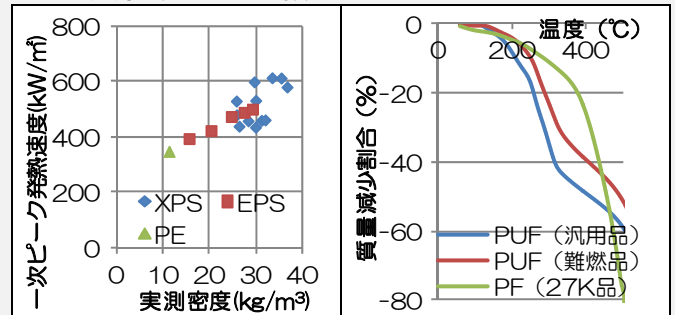 一次ピーク発熱速度(kW/㎡)
800
600
400
200
0
0 10 20 30 40
XPS EPS
PE
実測密度(kg/m³)
温度（℃）
0 200 400
0
-20
-40
-60
-80
質量減少割合（%）
PUF（汎用品）
PUF（難燃品）
PF（27K品）